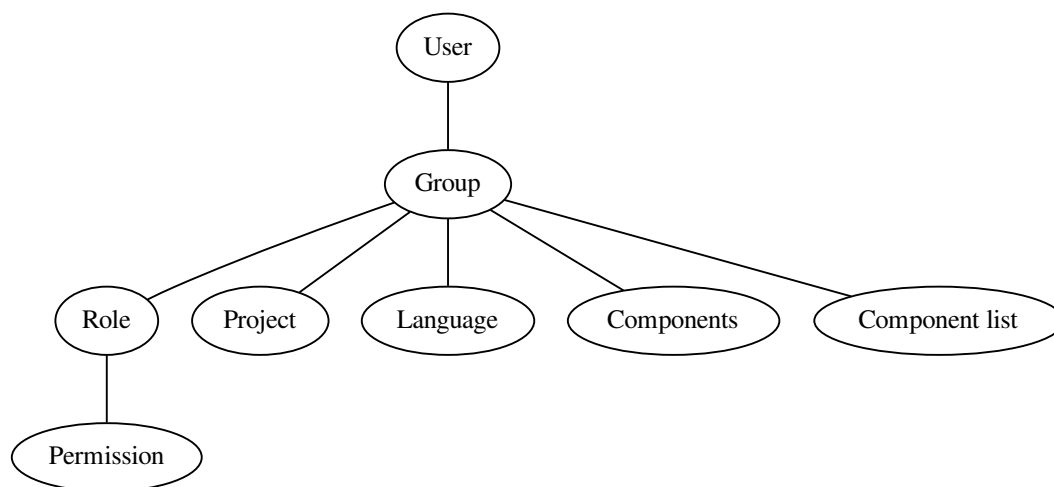 User
Group
Role
Project
Language
Components
Component list
Permission